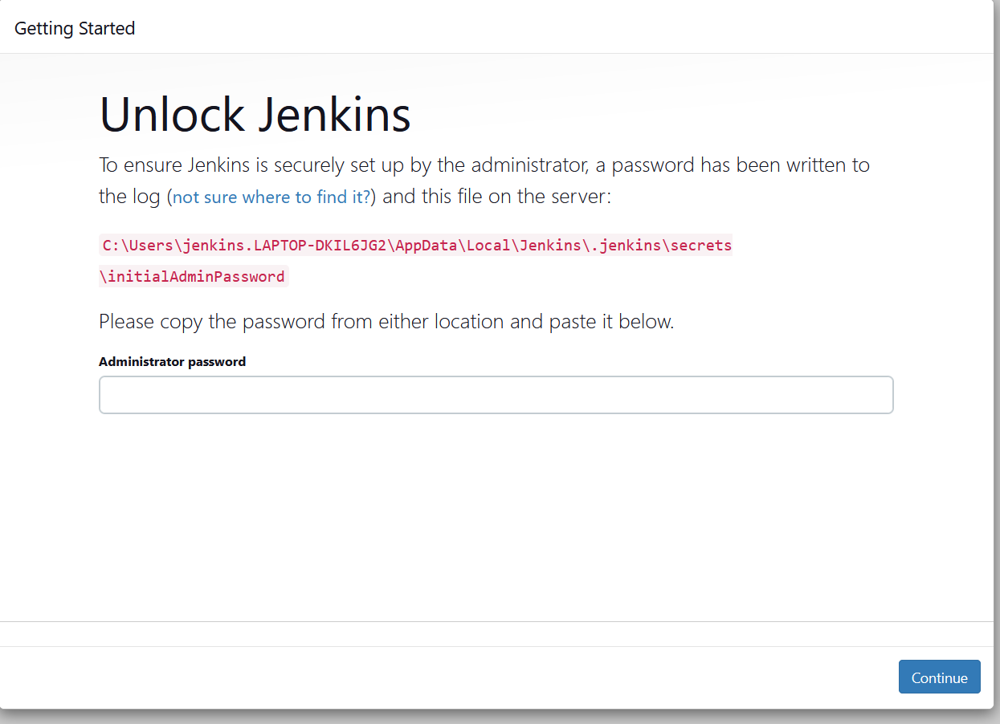 Getting Started
Unlock Jenkins
To ensure Jenkins is securely set up by the administrator, a password has been written to
the log (not sure where to find it?) and this file on the server:
C:\Users\jenkins.LAPTOP-DKIL6JG2\AppData\Local\Jenkins\.jenkins\secrets
\initialAdminPassword
Please copy the password from either location and paste it below.
Administrator password
Continue